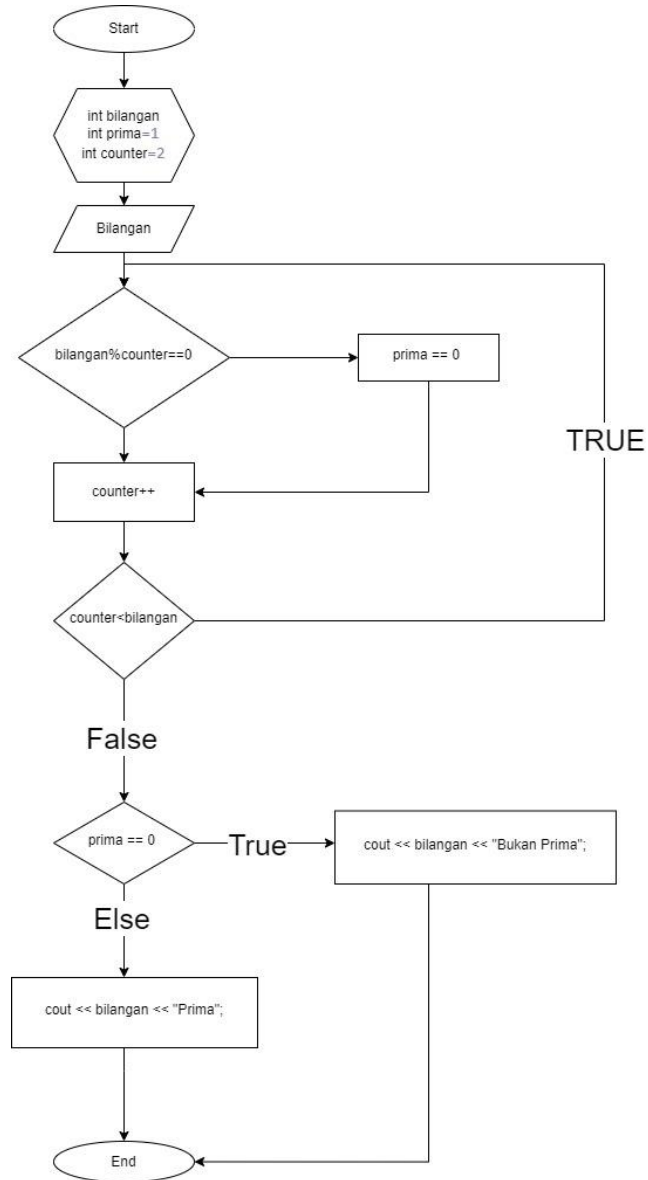 Start
int bilangan
int prima=1
int counter=2
Bilangan
bilangan%counter==0
prima == 0
TRUE
counter++
counter<bilangan
False
prima == 0
True
cout << bilangan << "Bukan Prima";
Else
cout << bilangan << "Prima";
End